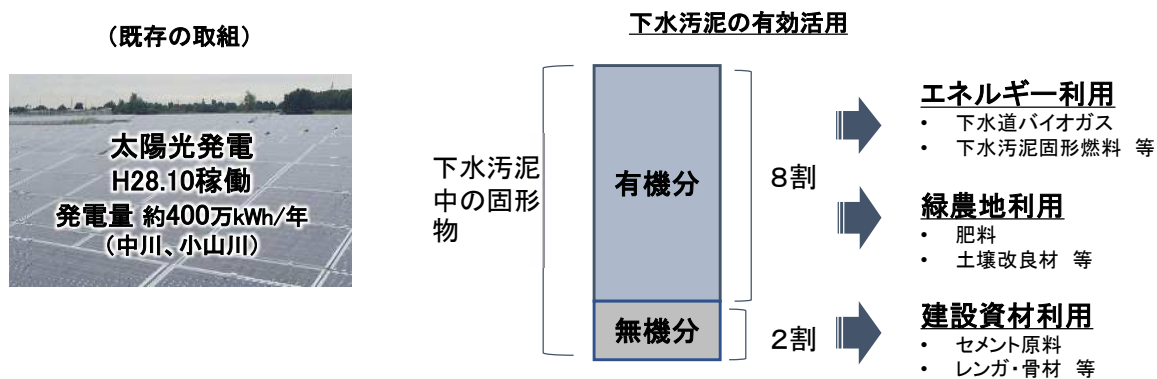 (既存の取組)
太陽光発電
H28.10稼働
発電量 約400万kWh/年
(中川、小山川)
下水汚泥の有効活用
下水汚泥
中の固形
物
有機分
無機分
8割
2割
エネルギー利用
• 下水道バイオガス
• 下水汚泥固形燃料 等
緑農地利用
• 肥料
• 土壌改良材 等
建設資材利用
• セメント原料
• レンガ・骨材 等